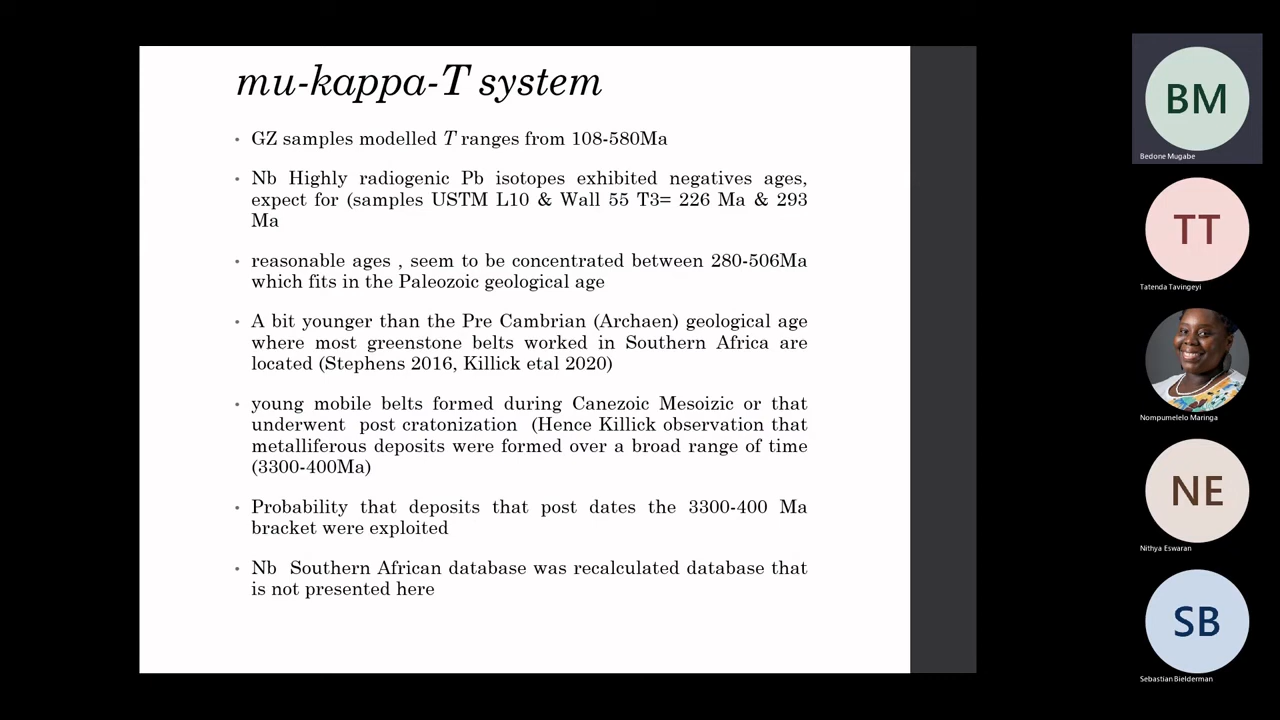 mu-kappa-T system
• GZ samples modelled T ranges from 108-580Ma
• Nb Highly radiogenic Pb isotopes exhibited negatives ages,
expect for (samples USTM L10 & Wall 55 T3= 226 Ma & 293
Ma
• reasonable ages , seem to be concentrated between 280-506Ma
which fits in the Paleozoic geological age
• A bit younger than the Pre Cambrian (Archaen) geological age
where most greenstone belts worked in Southern Africa are
located (Stephens 2016, Killick etal 2020)
• young mobile belts formed during Canezoic Mesoizic or that
underwent post cratonization (Hence Killick observation that
metalliferous deposits were formed over a broad range of time
(3300-400Ma)
• Probability that deposits that post dates the 3300-400 Ma
bracket were exploited
• Nb Southern African database was recalculated database that
is not presented here
BM
Bedone Mugabe
TT
Tatenda Tavingeyi
Nompumelelo Maringa
NE
Nithya Eswaran
SB
Sebastian Bielderman